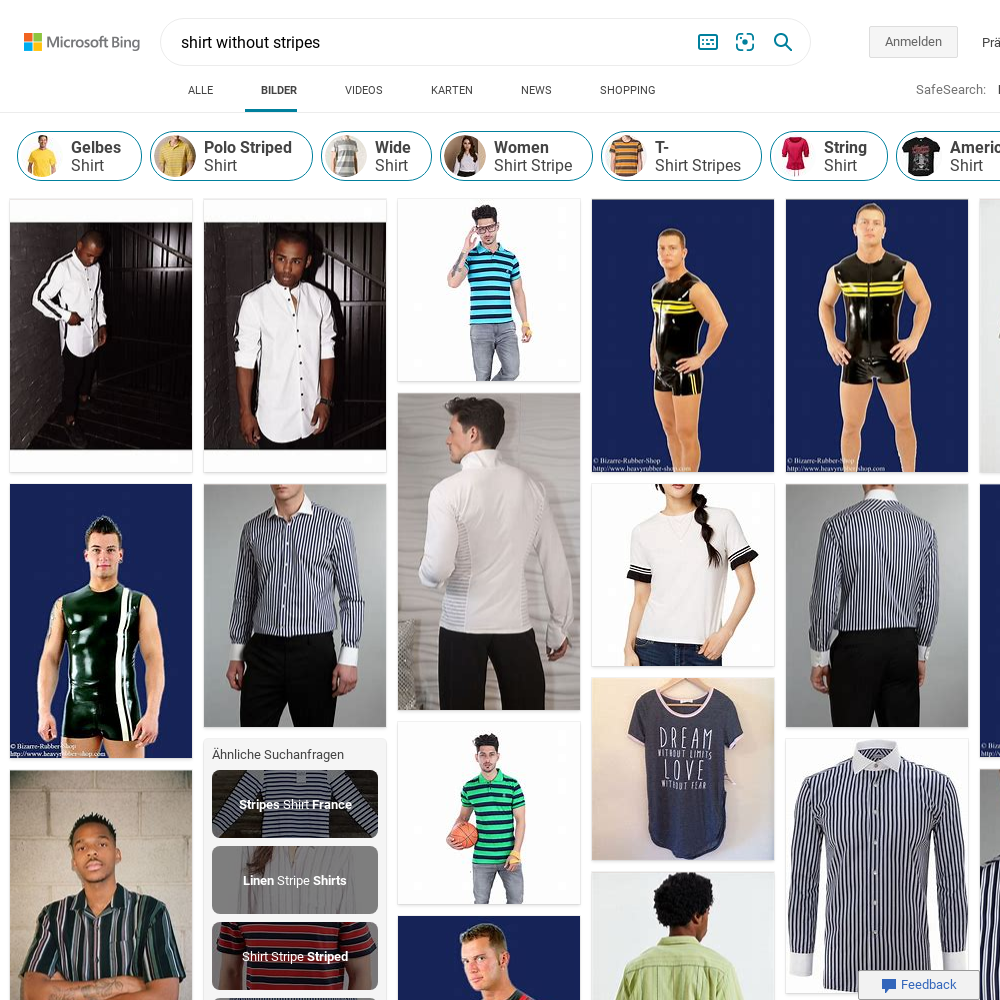 Microsoft Bing
shirt without stripes
Anmelden
Prä
ALLE
BILDER
VIDEOS
KARTEN
NEWS
SHOPPING
SafeSearch:
Gelbes
Shirt
Polo Striped
Shirt
Wide
Shirt
Women
Shirt Stripe
T-
Shirt Stripes
String
Shirt
Americ
Shirt
© Bizarre-Rubber-Shop
http://www.heavyrubber-shop.com
© Bizarre-Rubber-Shop
http://www.heavyrubber-shop.com
© Bizarre-Rubber-Shop
http://www.heavyrubber-shop.com
DREAM
WITHOUT LIMITS
LOVE
WITHOUT FEAR
Ähnliche Suchanfragen
Stripes Shirt France
Linen Stripe Shirts
Shirt Stripe Striped
Feedback